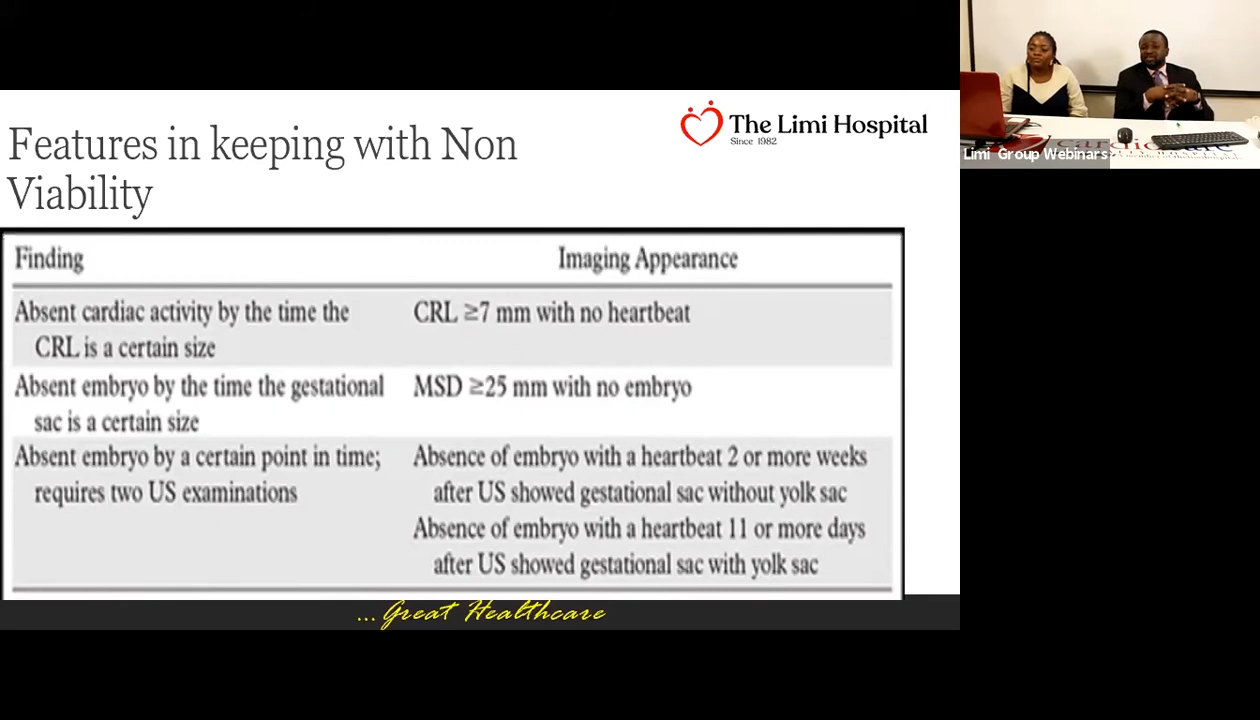 Features in keeping with Non
Viability
The Limi Hospital
Since 1982
Finding
Imaging Appearance
Absent cardiac activity by the time the
CRL is a certain size
CRL ≥7 mm with no heartbeat
Absent embryo by the time the gestational
sac is a certain size
MSD ≥25 mm with no embryo
Absent embryo by a certain point in time;
requires two US examinations
Absence of embryo with a heartbeat 2 or more weeks
after US showed gestational sac without yolk sac
Absence of embryo with a heartbeat 11 or more days
after US showed gestational sac with yolk sac
... Great Healthcare
Limi Group Webinars